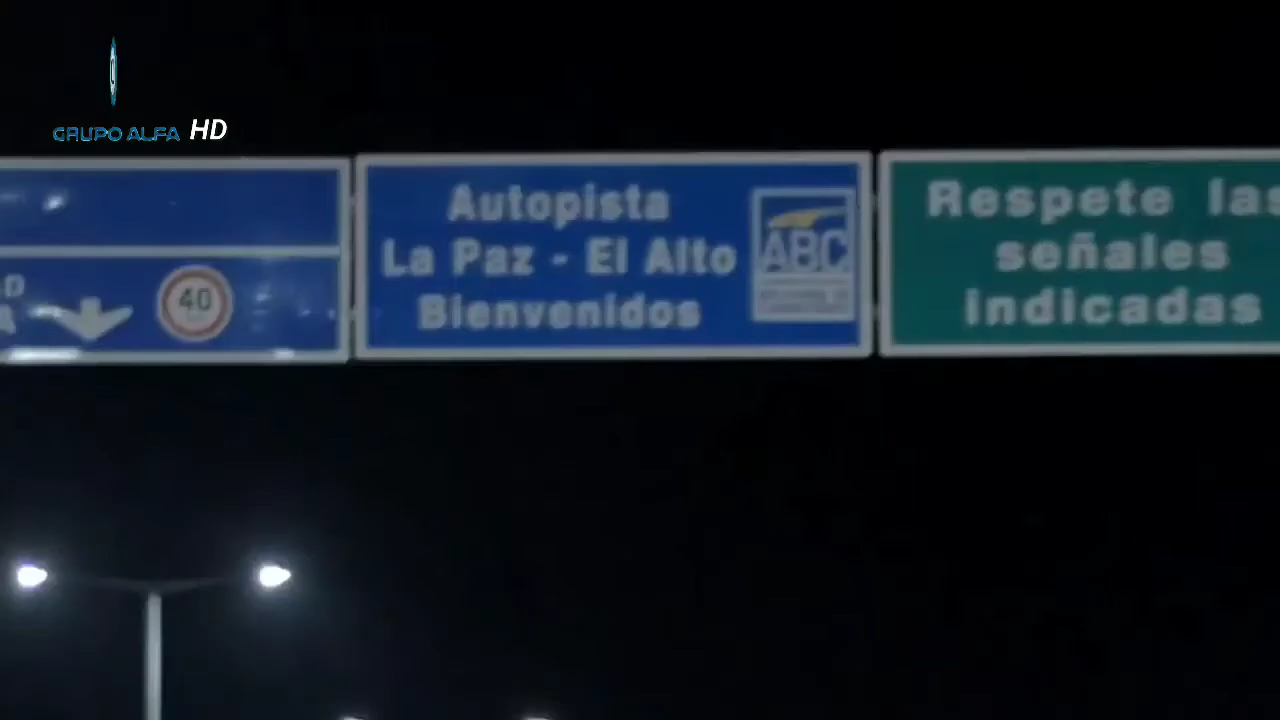 GRUPO ALFA HD
40
Autopista
La Paz - El Alto
Bienvenidos
ABC
Respete las
señales
indicadas